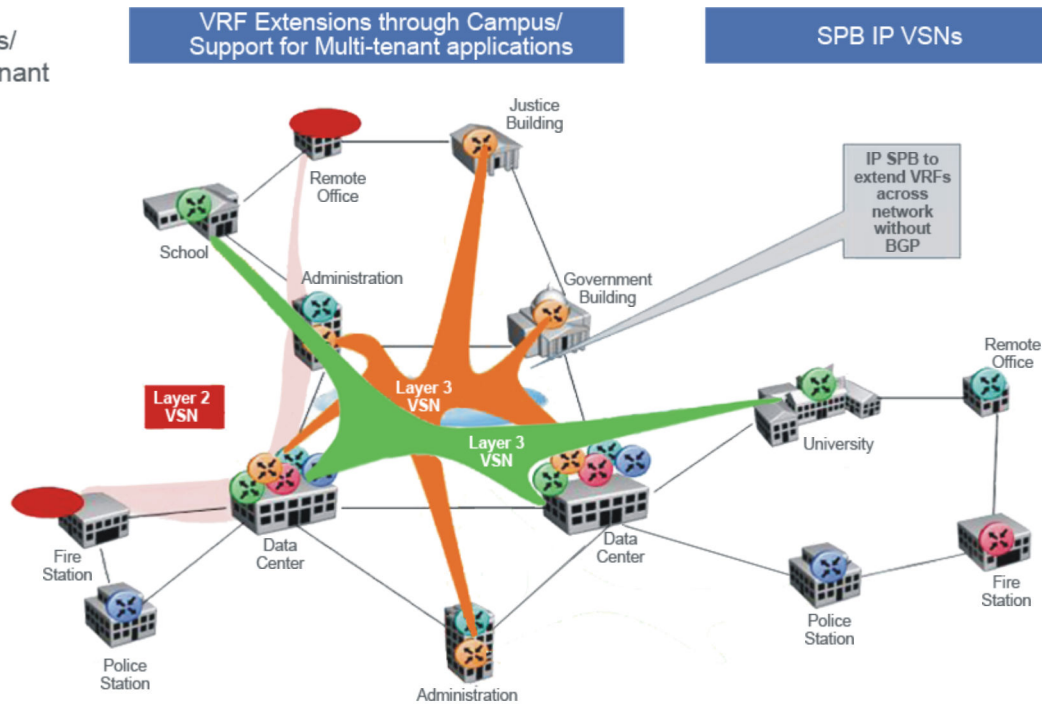 s/
nant
VRF Extensions through Campus/
Support for Multi-tenant applications
SPB IP VSNs
Justice
Building
Remote
Office
IP SPB to
extend VRFs
across
network
without
BGP
School
Administration
Government
Building
Remote
Office
Layer 2
VSN
Layer 3
VSN
Layer 3
VSN
University
Fire
Station
Data
Center
Data
Center
Fire
Station
Police
Station
Police
Station
Administration